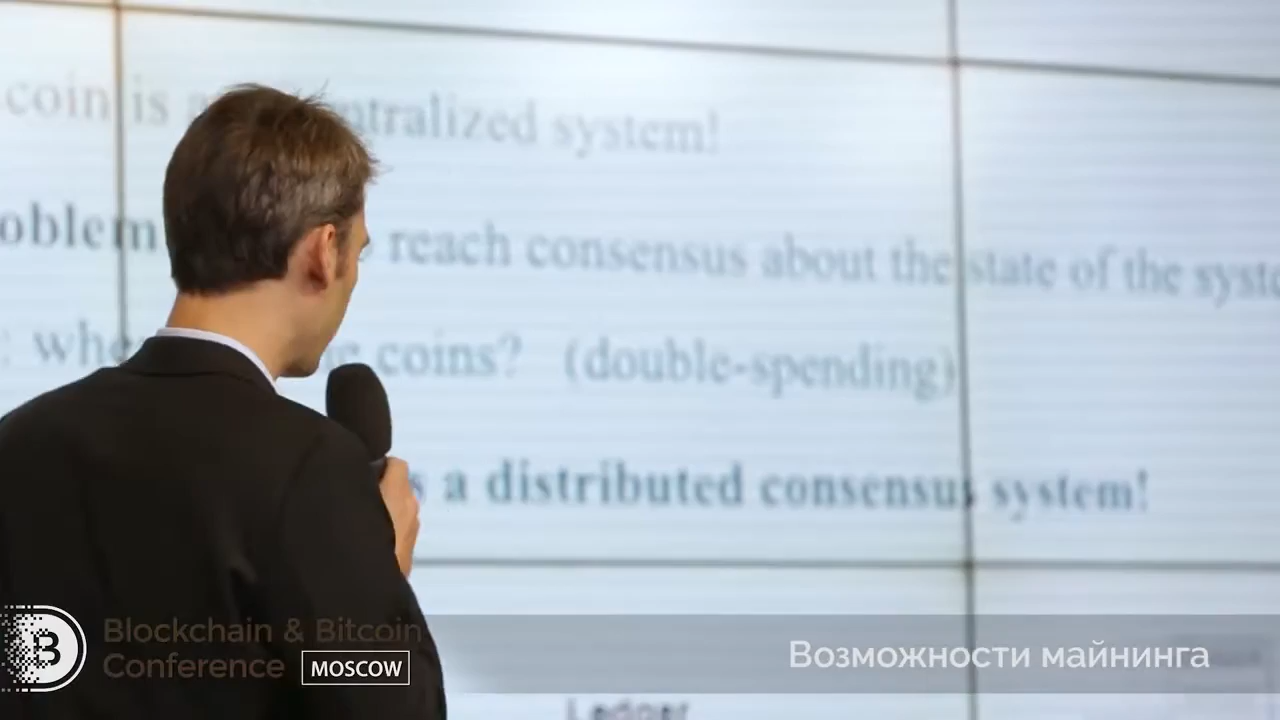 .coin is a  ntralized system!
oblem reach consensus about the state of the syste
: whe e coins? (double-spending)
s a distributed consensus system!
Ledger
Blockchain & Bitcoin
Conference MOSCOW
Возможности майнинга